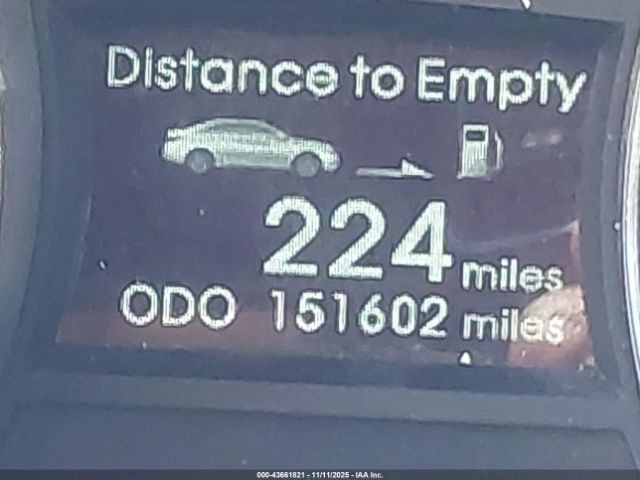 Distance to Empty
224 miles
ODO 151602 miles
000-43661821 - 11/11/2025 - IAA Inc.